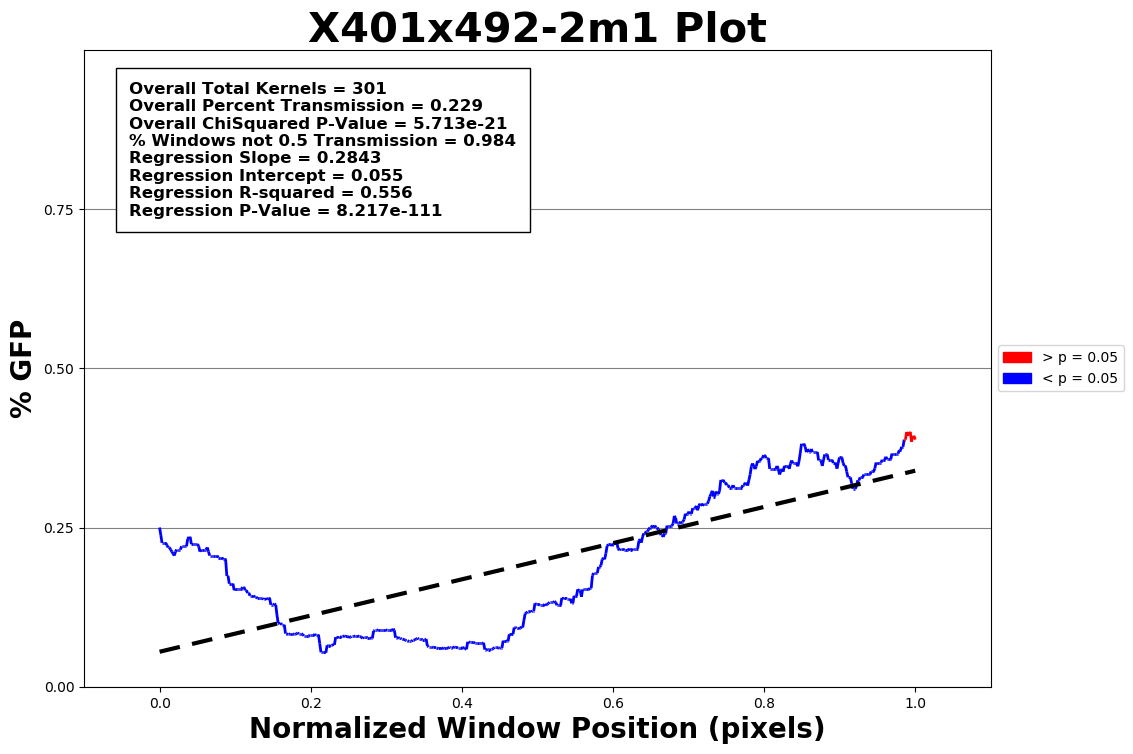 X401x492-2m1 Plot
Overall Total Kernels = 301
Overall Percent Transmission = 0.229
Overall ChiSquared P-Value = 5.713e-21
% Windows not 0.5 Transmission = 0.984
Regression Slope = 0.2843
Regression Intercept = 0.055
Regression R-squared = 0.556
Regression P-Value = 8.217e-111
% GFP
0.75
0.50
0.25
0.00
0.0 0.2 0.4 0.6 0.8 1.0
Normalized Window Position (pixels)
> p = 0.05
< p = 0.05